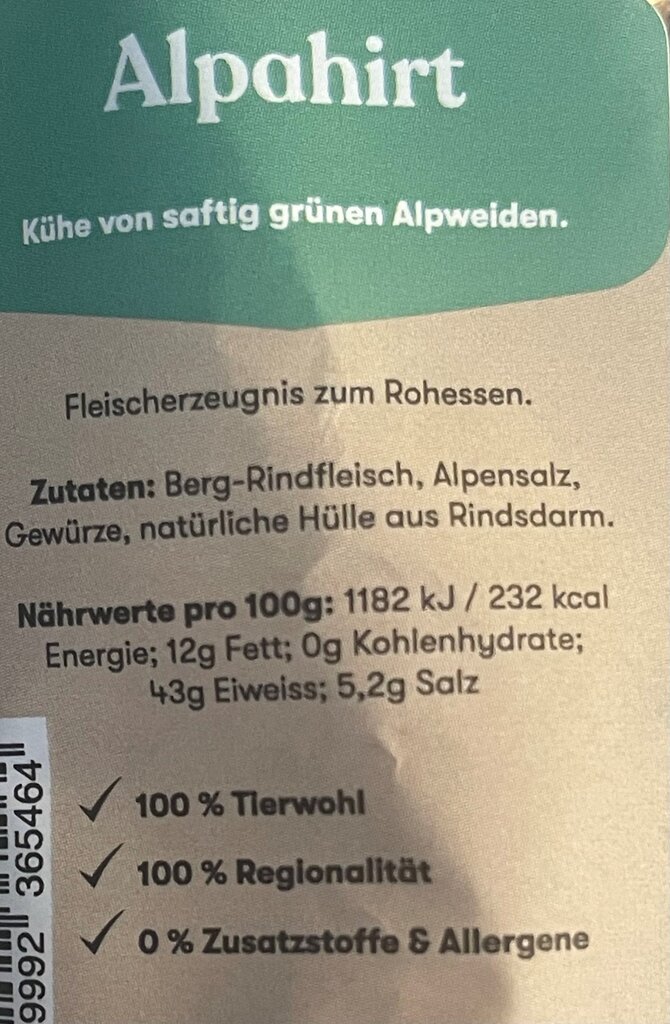 Alpahirt
Kühe von saftig grünen Alpweiden.
Fleischerzeugnis zum Rohessen.
Zutaten: Berg-Rindfleisch, Alpensalz,
Gewürze, natürliche Hülle aus Rindsdarm.
Nährwerte pro 100g: 1182 kJ / 232 kcal
Energie; 12g Fett; 0g Kohlenhydrate;
43g Eiweiss; 5,2g Salz
✓ 100 % Tierwohl
✓ 100 % Regionalität
✓ 0 % Zusatzstoffe & Allergene
9992 365464